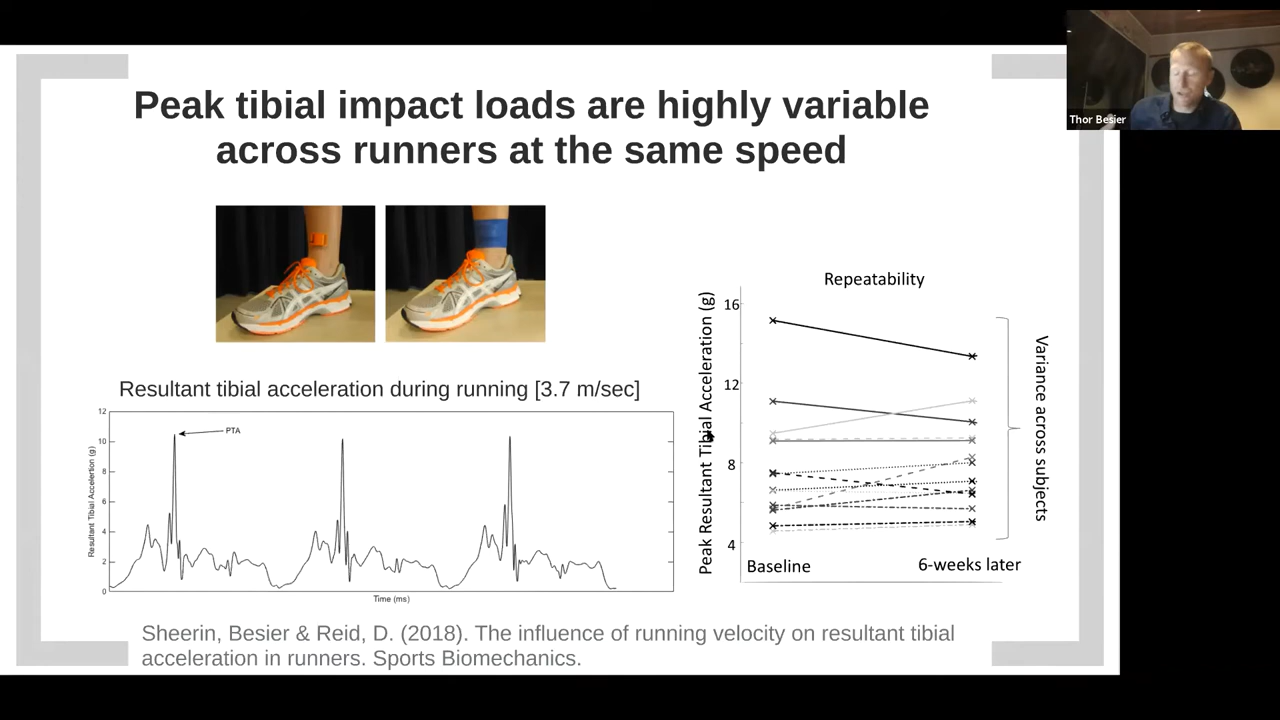 Peak tibial impact loads are highly variable
across runners at the same speed
Thor Besier
Resultant tibial acceleration during running [3.7 m/sec]
12
10
8
6
4
2
0
Resultant Tibial Accelertion (g)
PTA
Time (ms)
Repeatability
16
12
8
4
Peak Resultant Tibial Acceleration (g)
Baseline
6-weeks later
Variance across subjects
Sheerin, Besier & Reid, D. (2018). The influence of running velocity on resultant tibial
acceleration in runners. Sports Biomechanics.